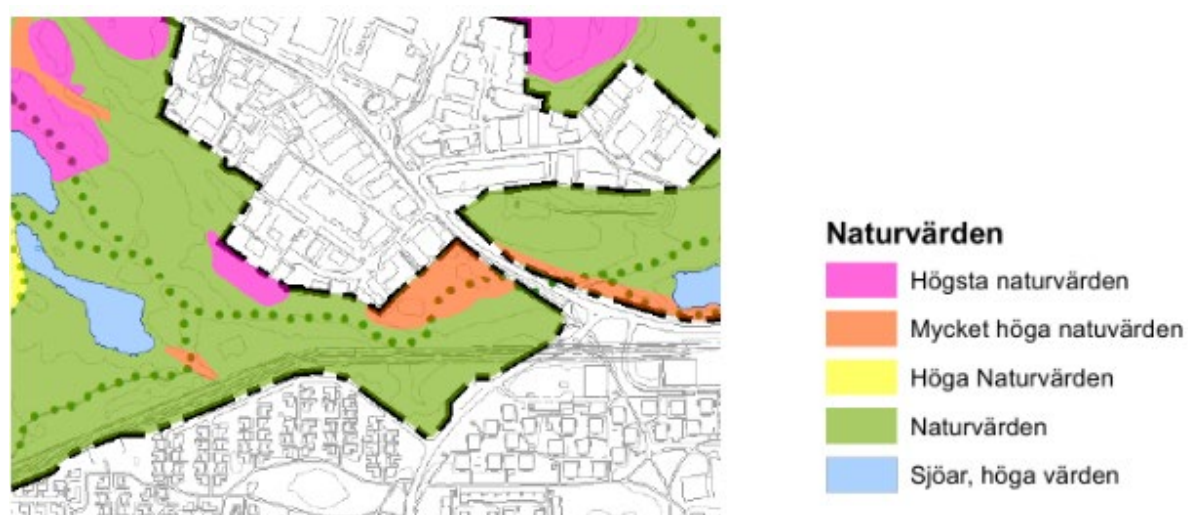 Naturvärden
Högsta naturvärden
Mycket höga natuvärden
Höga Naturvärden
Naturvärden
Sjöar, höga värden